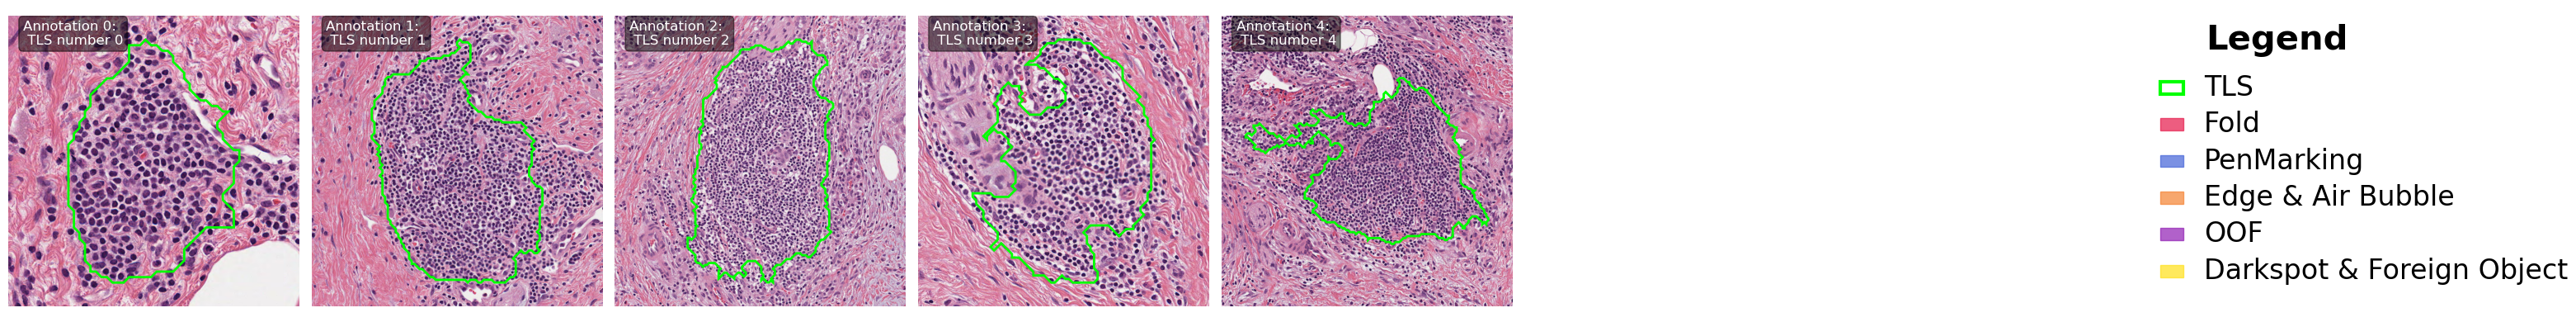 Annotation 0:
TLS number 0
Annotation 1:
TLS number 1
Annotation 2:
TLS number 2
Annotation 3:
TLS number 3
Annotation 4:
TLS number 4
Legend
TLS
Fold
PenMarking
Edge & Air Bubble
OOF
Darkspot & Foreign Object